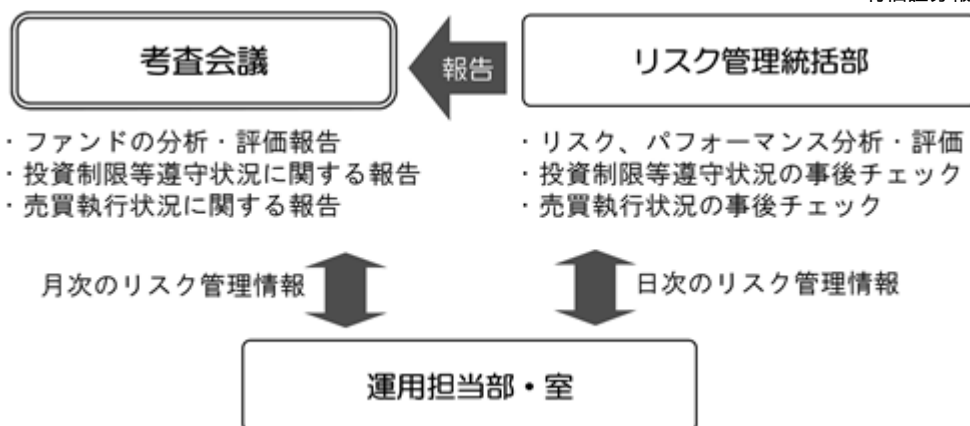 考査会議
報告
リスク管理統括部
・ファンドの分析・評価報告
・投資制限等遵守状況に関する報告
・売買執行状況に関する報告
・リスク、パフォーマンス分析・評価
・投資制限等遵守状況の事後チェック
・売買執行状況の事後チェック
月次のリスク管理情報
日次のリスク管理情報
運用担当部・室